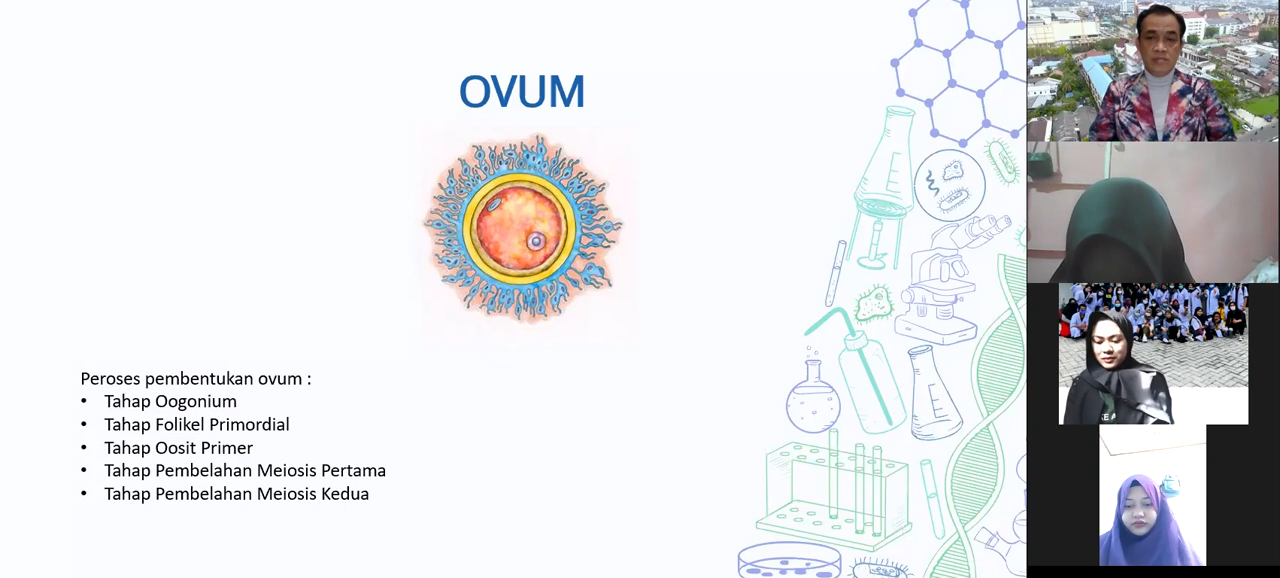 OVUM
Peroses pembentukan ovum :
• Tahap Oogonium
• Tahap Folikel Primordial
• Tahap Oosit Primer
• Tahap Pembelahan Meiosis Pertama
• Tahap Pembelahan Meiosis Kedua